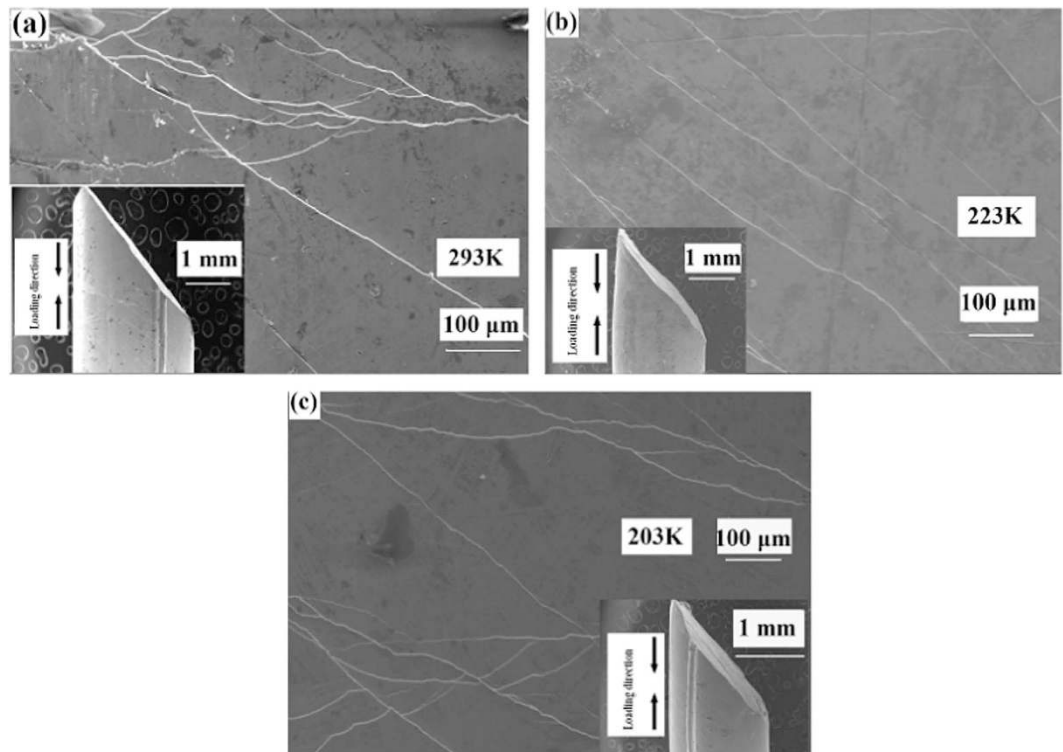 (a)
1 mm
Loading direction
293K
100 μm
(b)
1 mm
Loading direction
223K
100 μm
(c)
203K
100 μm
1 mm
Loading direction